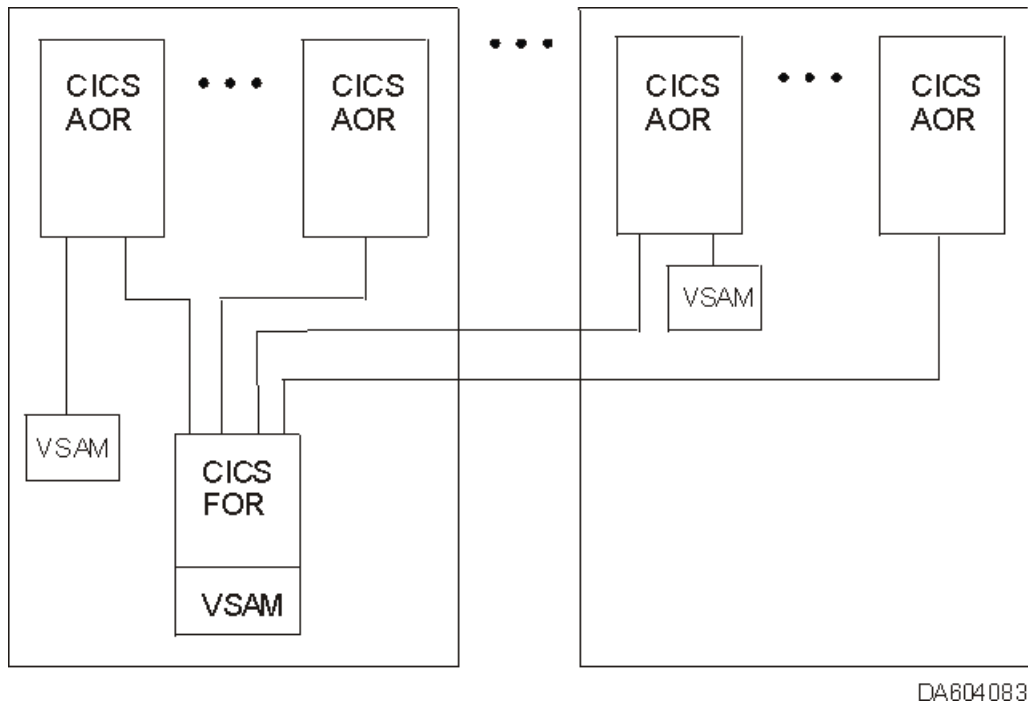 CICS
AOR
CICS
AOR
CICS
AOR
CICS
AOR
VSAM
VSAM
CICS
FOR
VSAM
DA604083